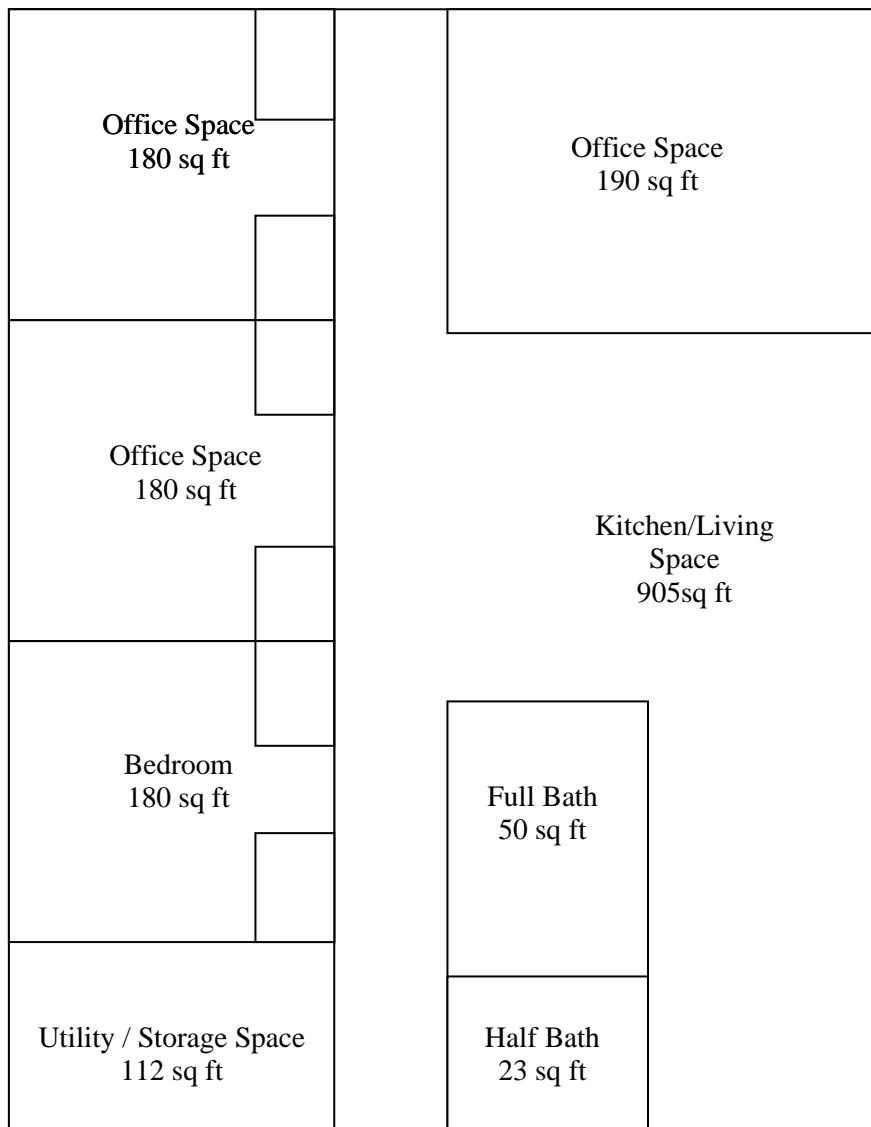 Office Space
180 sq ft
Office Space
190 sq ft
Office Space
180 sq ft
Kitchen/Living
Space
905sq ft
Bedroom
180 sq ft
Full Bath
50 sq ft
Utility / Storage Space
112 sq ft
Half Bath
23 sq ft